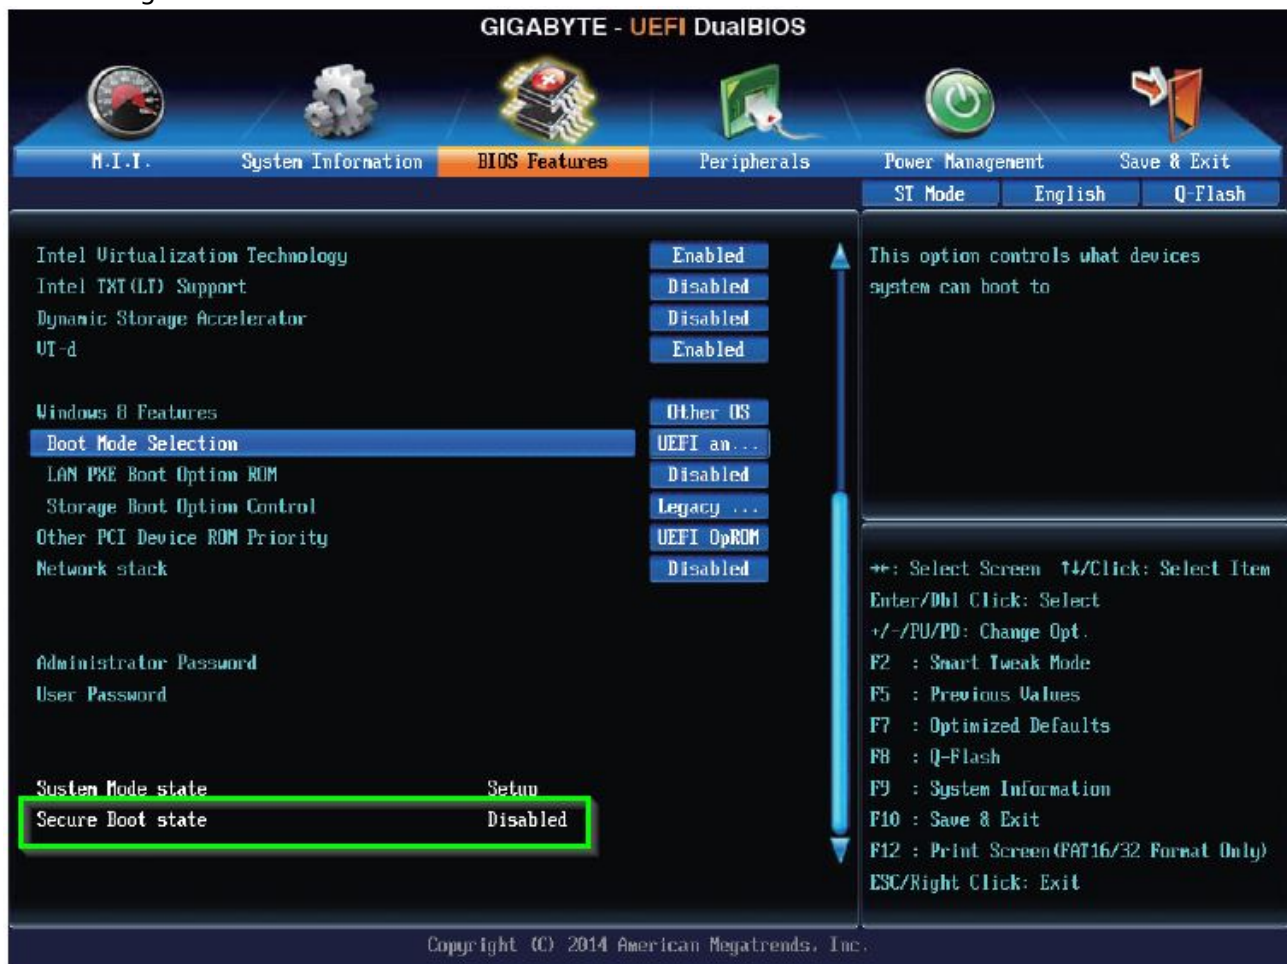 GIGABYTE - UEFI DualBIOS
M.I.T. System Information BIOS Features Peripherals Power Management Save & Exit
ST Mode English Q-Flash
Intel Virtualization Technology Enabled
Intel TXT(LT) Support Disabled
Dynamic Storage Accelerator Disabled
VT-d Enabled
Windows 8 Features Other OS
Boot Mode Selection UEFI an...
LAN PXE Boot Option ROM Disabled
Storage Boot Option Control Legacy ...
Other PCI Device ROM Priority UEFI OpROM
Network stack Disabled
Administrator Password
User Password
System Mode state Setup
Secure Boot state Disabled
This option controls what devices
system can boot to
→←: Select Screen ↑↓/Click: Select Item
Enter/Dbl Click: Select
+/-/PU/PD: Change Opt.
F2 : Smart Tweak Mode
F5 : Previous Values
F7 : Optimized Defaults
F8 : Q-Flash
F9 : System Information
F10 : Save & Exit
F12 : Print Screen(FAT16/32 Format Only)
ESC/Right Click: Exit
Copyright (C) 2014 American Megatrends, Inc.